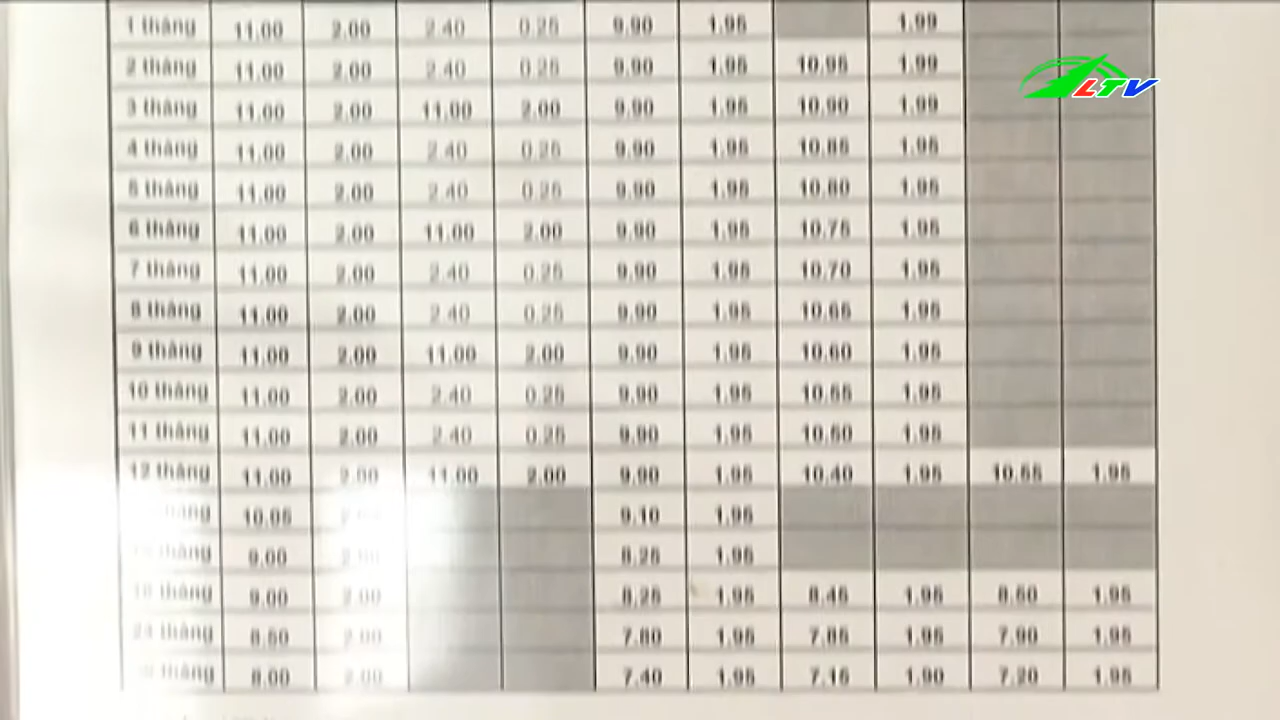 1 tháng 11.00 2.00 2.40 0.25 9.90 1.95 1.99
2 tháng 11.00 2.00 2.40 0.25 9.90 1.95 10.95 1.99
3 tháng 11.00 2.00 11.00 2.00 9.90 1.95 10.90 1.99
4 tháng 11.00 2.00 2.40 0.25 9.90 1.95 10.85 1.95
5 tháng 11.00 2.00 2.40 0.25 9.90 1.95 10.80 1.95
6 tháng 11.00 2.00 11.00 2.00 9.90 1.95 10.75 1.95
7 tháng 11.00 2.00 2.40 0.25 9.90 1.95 10.70 1.95
8 tháng 11.00 2.00 2.40 0.25 9.90 1.95 10.65 1.95
9 tháng 11.00 2.00 11.00 2.00 9.90 1.95 10.60 1.95
10 tháng 11.00 2.00 2.40 0.25 9.90 1.95 10.55 1.95
11 tháng 11.00 2.00 2.40 0.25 9.90 1.95 10.50 1.95
12 tháng 11.00 2.00 11.00 2.00 9.90 1.95 10.40 1.95 10.55 1.95
tháng 10.05 9.10 1.95
tháng 9.00 8.25 1.95
tháng 9.00 2.00 8.25 1.95 8.45 1.95 8.50 1.95
24 tháng 8.50 2.00 7.80 1.95 7.85 1.95 7.90 1.95
tháng 8.00 2.00 7.40 1.95 7.15 1.90 7.20 1.95
LTV